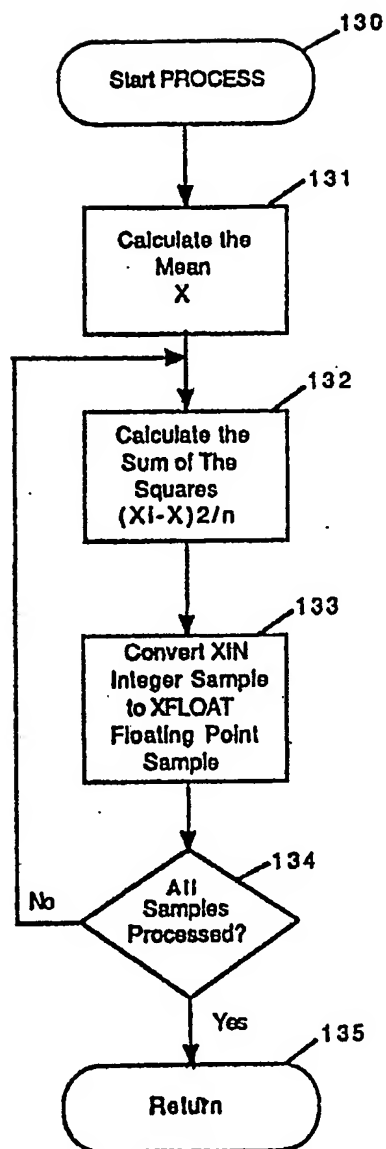 130
Start PROCESS
131
Calculate the
Mean
X
132
Calculate the
Sum of The
Squares
(Xi-X)2/n
133
Convert XIN
Integer Sample
to XFLOAT
Floating Point
Sample
134
All
Samples
Processed?
No
Yes
135
Return